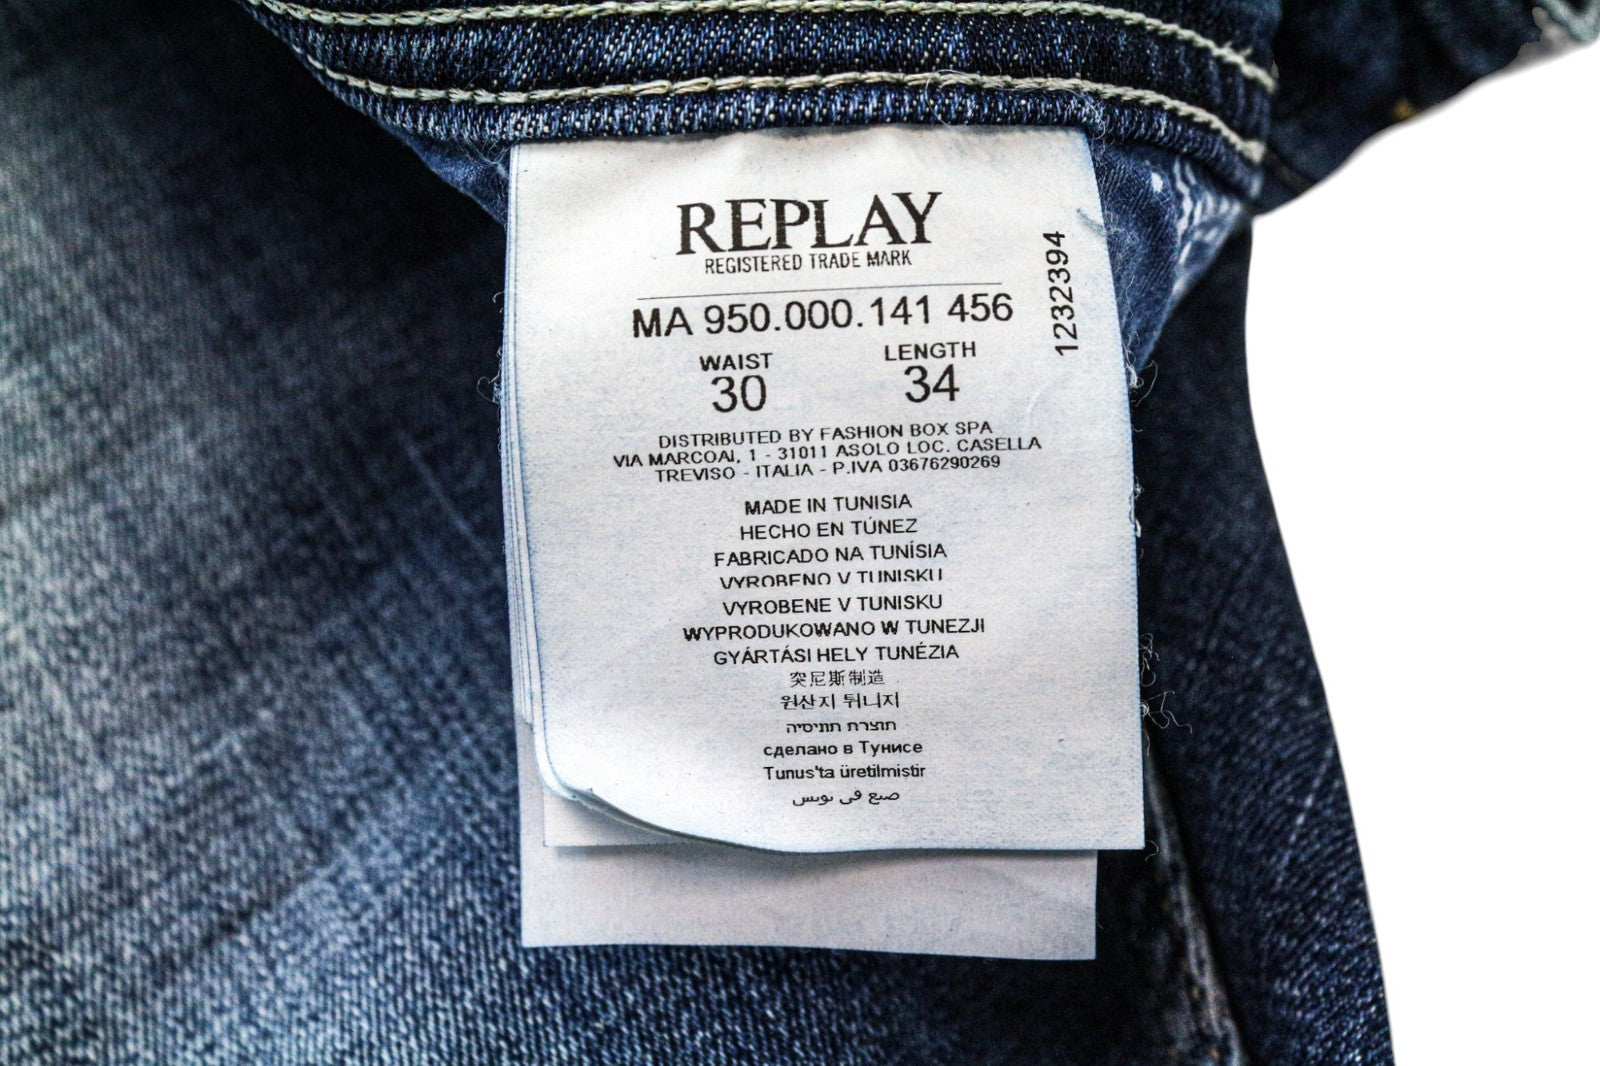 REPLAY
REGISTERED TRADE MARK
MA 950.000.141 456
1232394
WAIST LENGTH
30 34
DISTRIBUTED BY FASHION BOX SPA
VIA MARCOAI, 1 - 31011 ASOLO LOC. CASELLA
TREVISO - ITALIA - P.IVA 03676290269
MADE IN TUNISIA
HECHO EN TÚNEZ
FABRICADO NA TUNÍSIA
VYROBENO V TUNISKU
VYROBENE V TUNISKU
WYPRODUKOWANO W TUNEZJI
GYÁRTÁSI HELY TUNÉZIA
突尼斯制造
원산지 튀니지
תוצרת תוניסיה
сделано в Тунисе
Tunus'ta üretilmistir
صنع في تونس